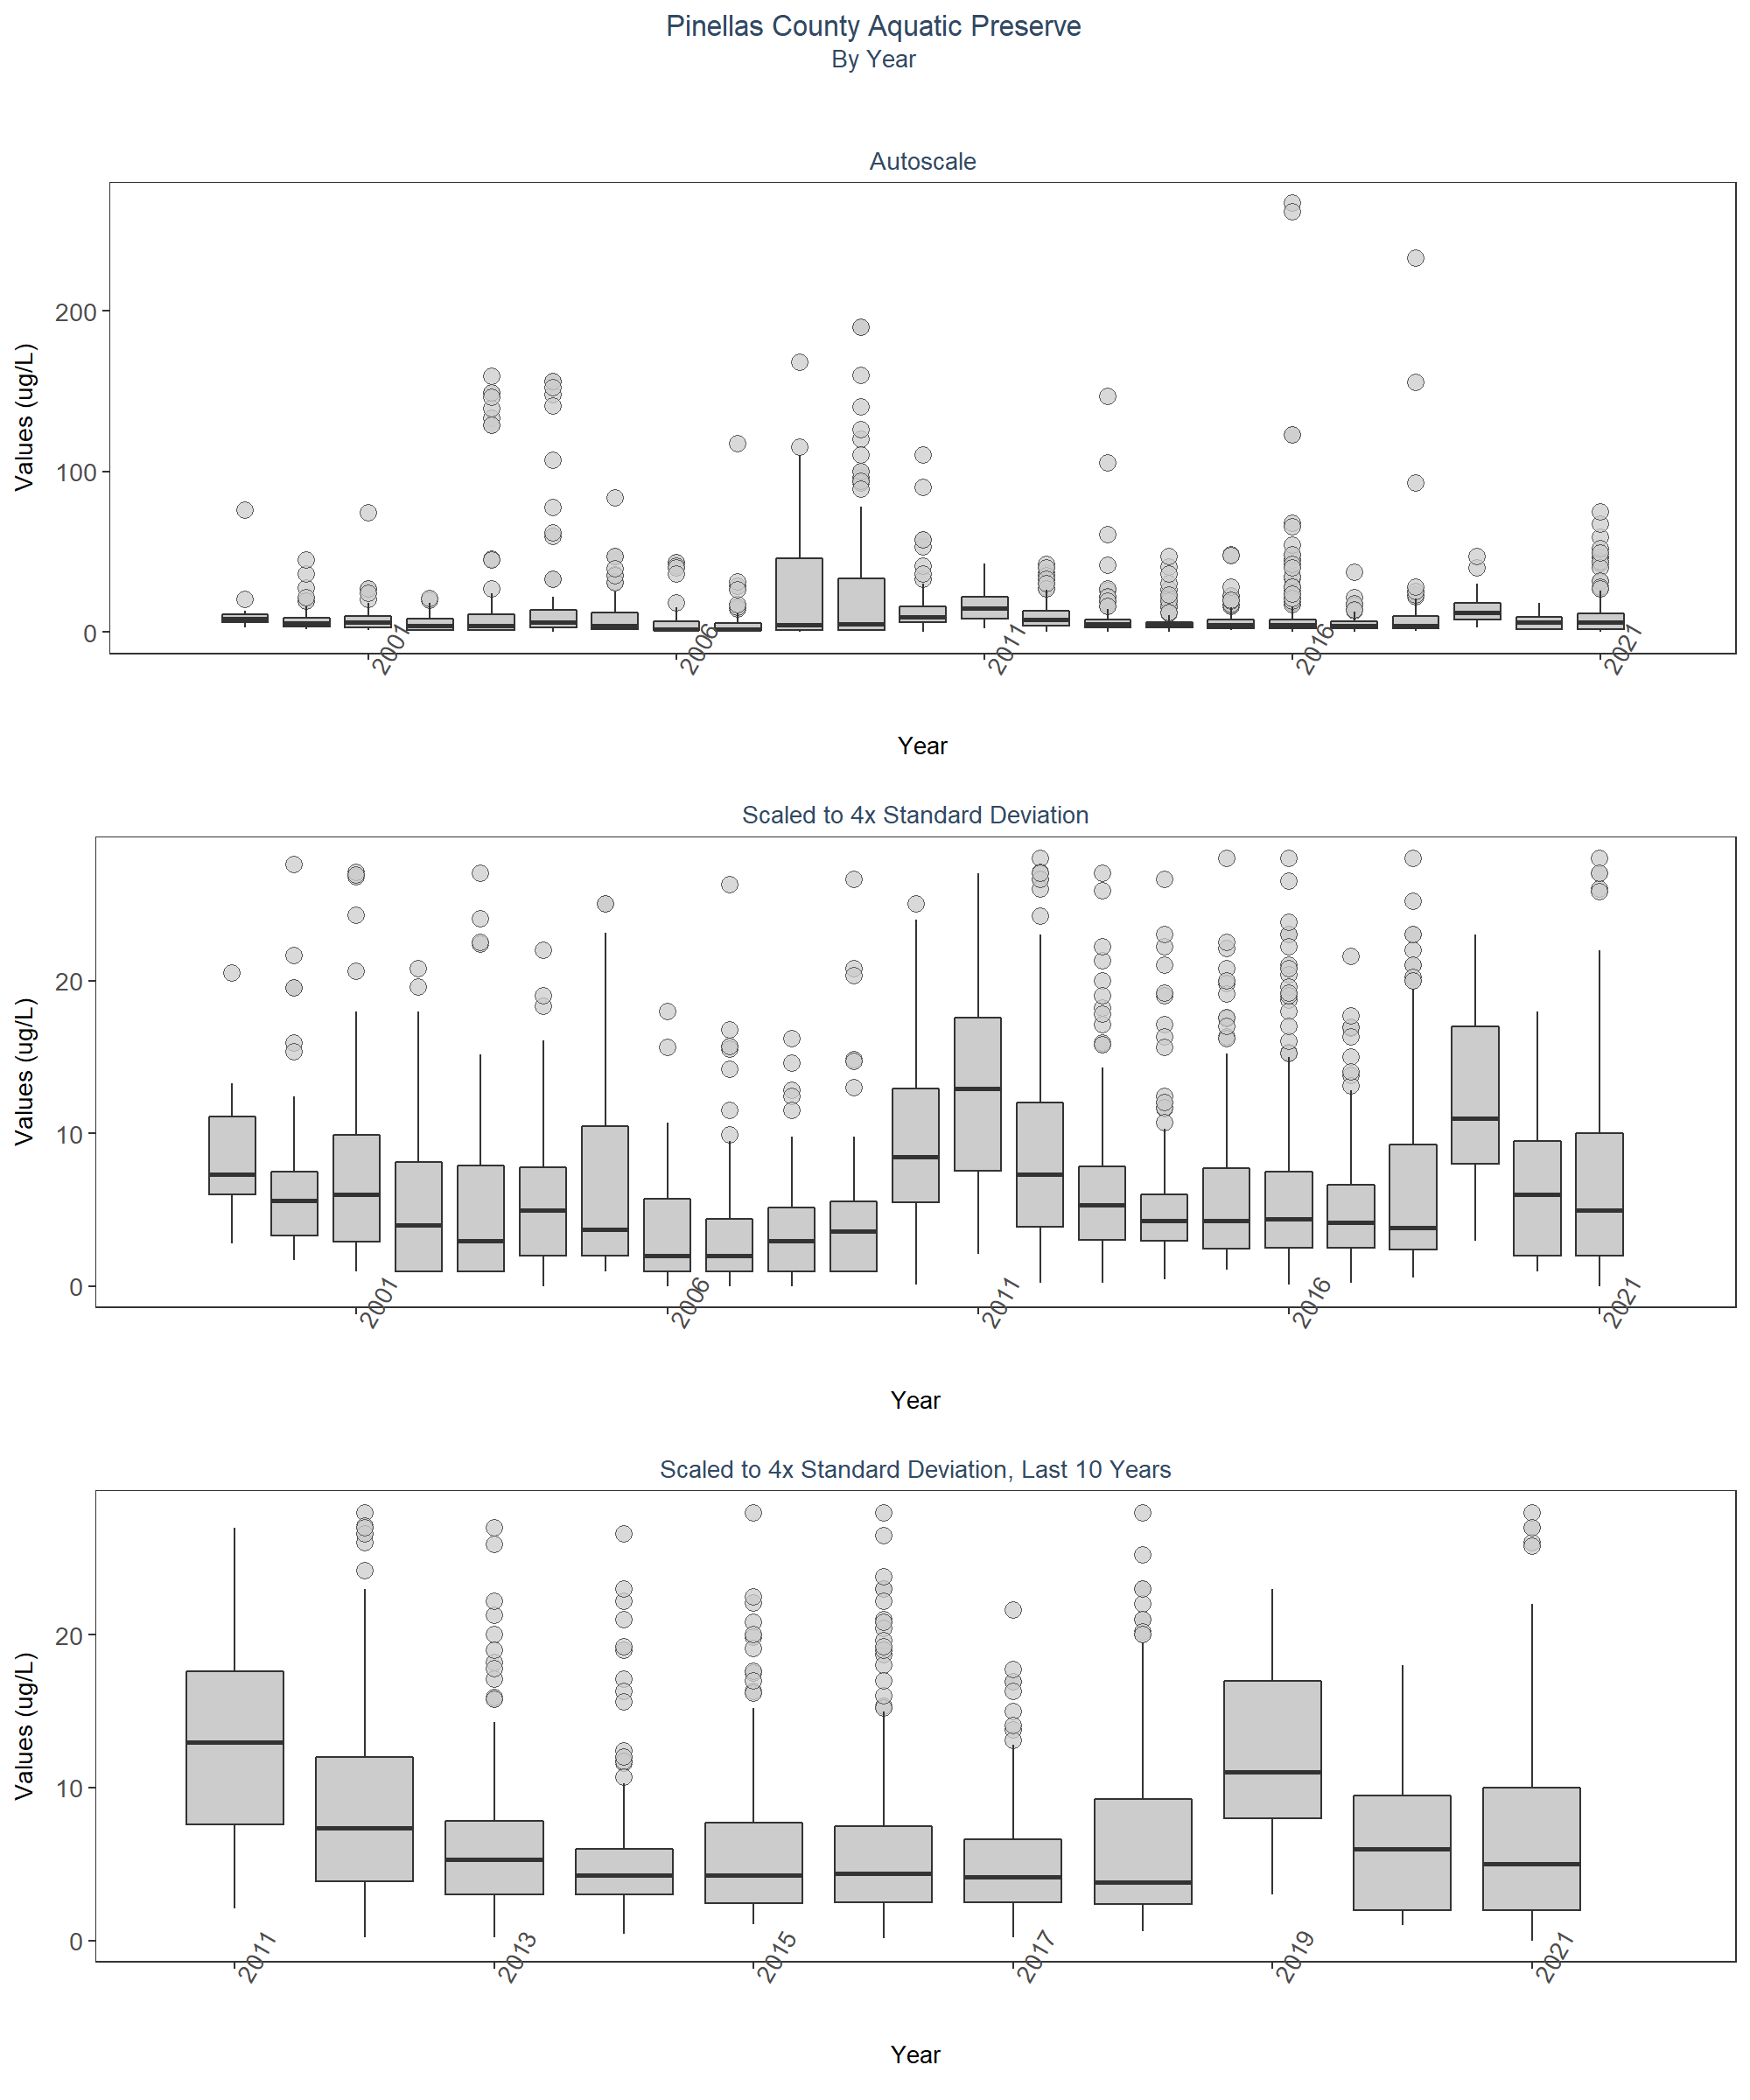 Pinellas County Aquatic Preserve
By Year
Autoscale
Values (ug/L)
200
100
0
2001
2006
2011
2016
2021
Year
Scaled to 4x Standard Deviation
Values (ug/L)
20
10
0
2001
2006
2011
2016
2021
Year
Scaled to 4x Standard Deviation, Last 10 Years
Values (ug/L)
20
10
0
2011
2013
2015
2017
2019
2021
Year